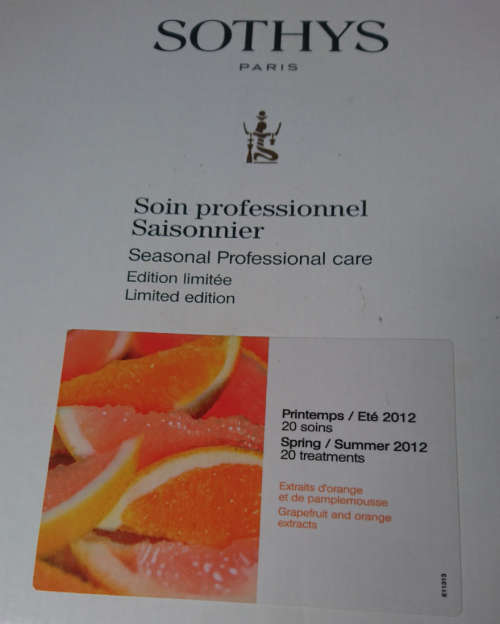 SOTHYS
PARIS
Soin professionnel
Saisonnier
Seasonal Professional care
Edition limitée
Limited edition
Printemps / Eté 2012
20 soins
Spring / Summer 2012
20 treatments
Extraits d'orange
et de pamplemousse
Grapefruit and orange
extracts